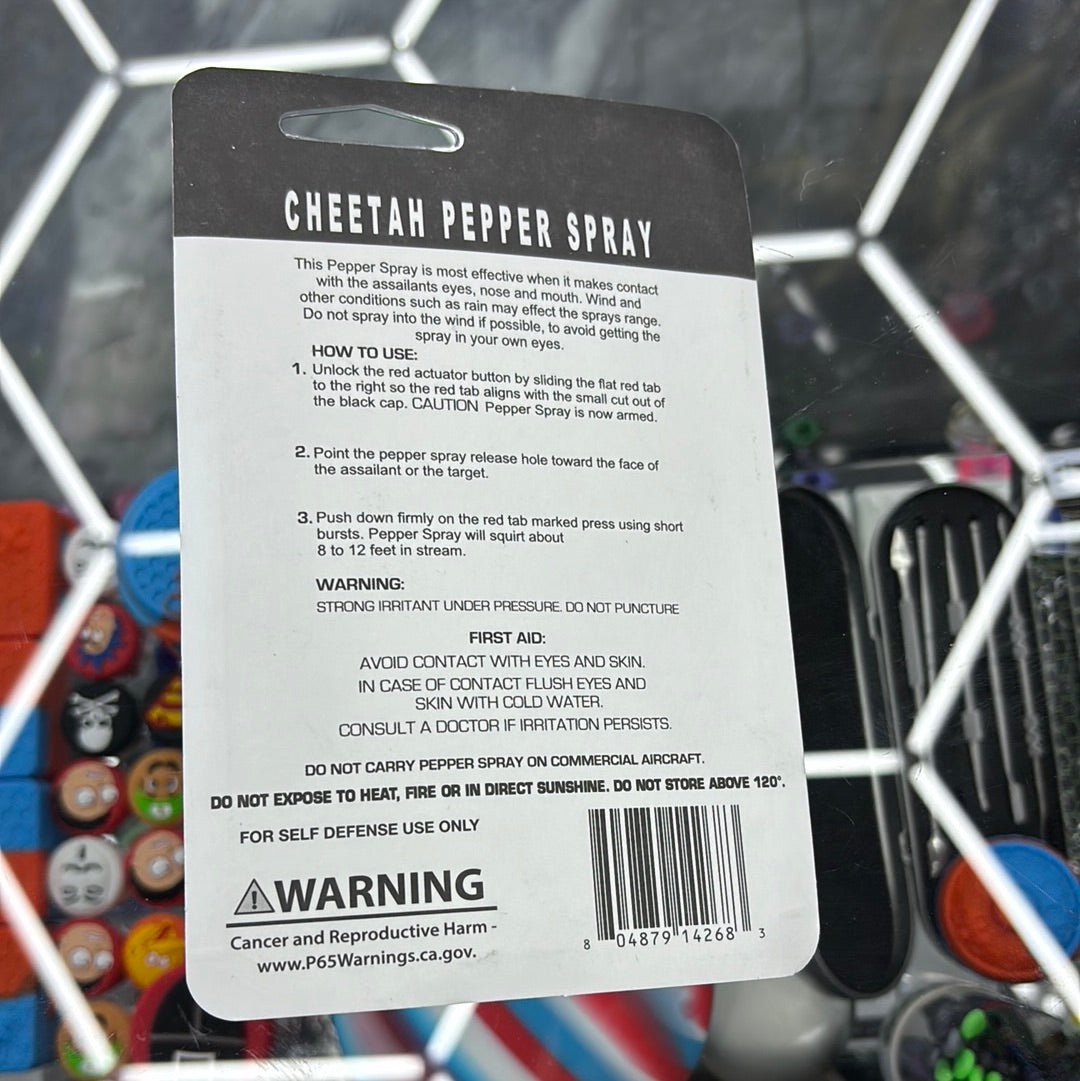 CHEETAH PEPPER SPRAY
This Pepper Spray is most effective when it makes contact
with the assailants eyes, nose and mouth. Wind and
other conditions such as rain may effect the sprays range.
Do not spray into the wind if possible, to avoid getting the
spray in your own eyes.
HOW TO USE:
1. Unlock the red actuator button by sliding the flat red tab
to the right so the red tab aligns with the small cut out of
the black cap. CAUTION Pepper Spray is now armed.
2. Point the pepper spray release hole toward the face of
the assailant or the target.
3. Push down firmly on the red tab marked press using short
bursts. Pepper Spray will squirt about
8 to 12 feet in stream.
WARNING:
STRONG IRRITANT UNDER PRESSURE. DO NOT PUNCTURE
FIRST AID:
AVOID CONTACT WITH EYES AND SKIN.
IN CASE OF CONTACT FLUSH EYES AND
SKIN WITH COLD WATER.
CONSULT A DOCTOR IF IRRITATION PERSISTS.
DO NOT CARRY PEPPER SPRAY ON COMMERCIAL AIRCRAFT.
DO NOT EXPOSE TO HEAT, FIRE OR IN DIRECT SUNSHINE. DO NOT STORE ABOVE 120°.
FOR SELF DEFENSE USE ONLY
WARNING
Cancer and Reproductive Harm -
www.P65Warnings.ca.gov.
8 04879 14268 3